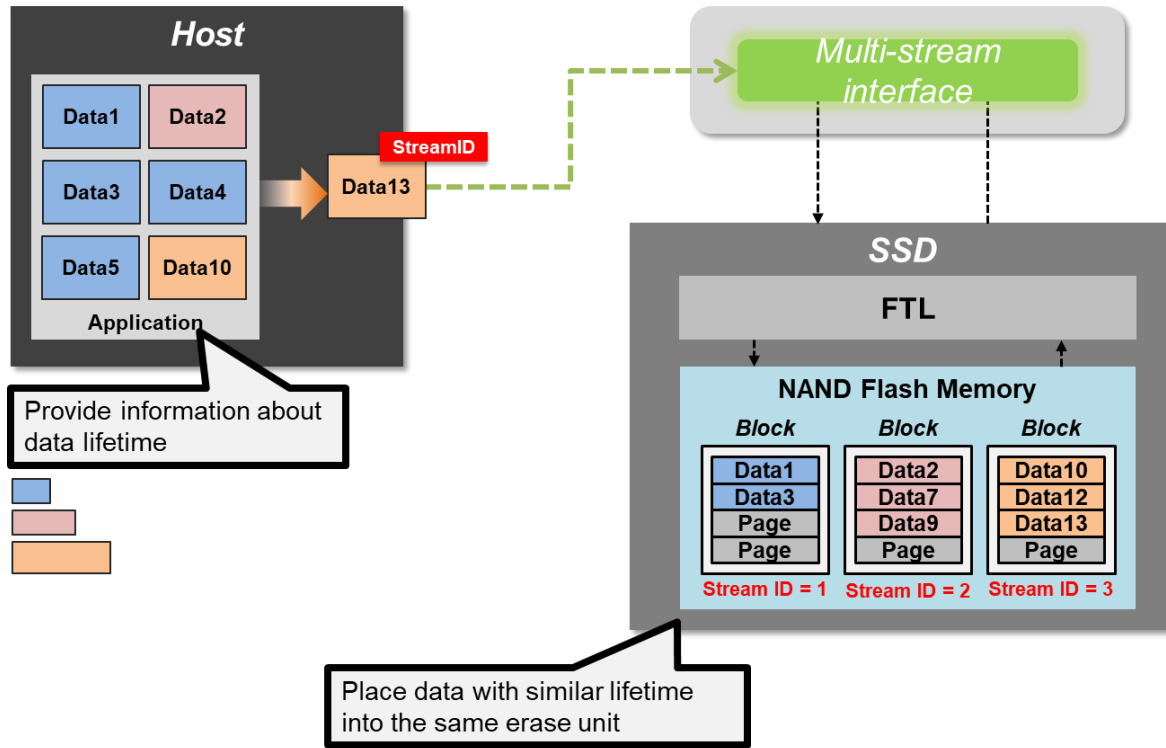 Host
Data1
Data2
Data3
Data4
Data5
Data10
Application
StreamID
Data13
Provide information about
data lifetime
Multi-stream
interface
SSD
FTL
NAND Flash Memory
Block
Data1
Data3
Page
Page
Stream ID = 1
Block
Data2
Data7
Data9
Page
Stream ID = 2
Block
Data10
Data12
Data13
Page
Stream ID = 3
Place data with similar lifetime
into the same erase unit